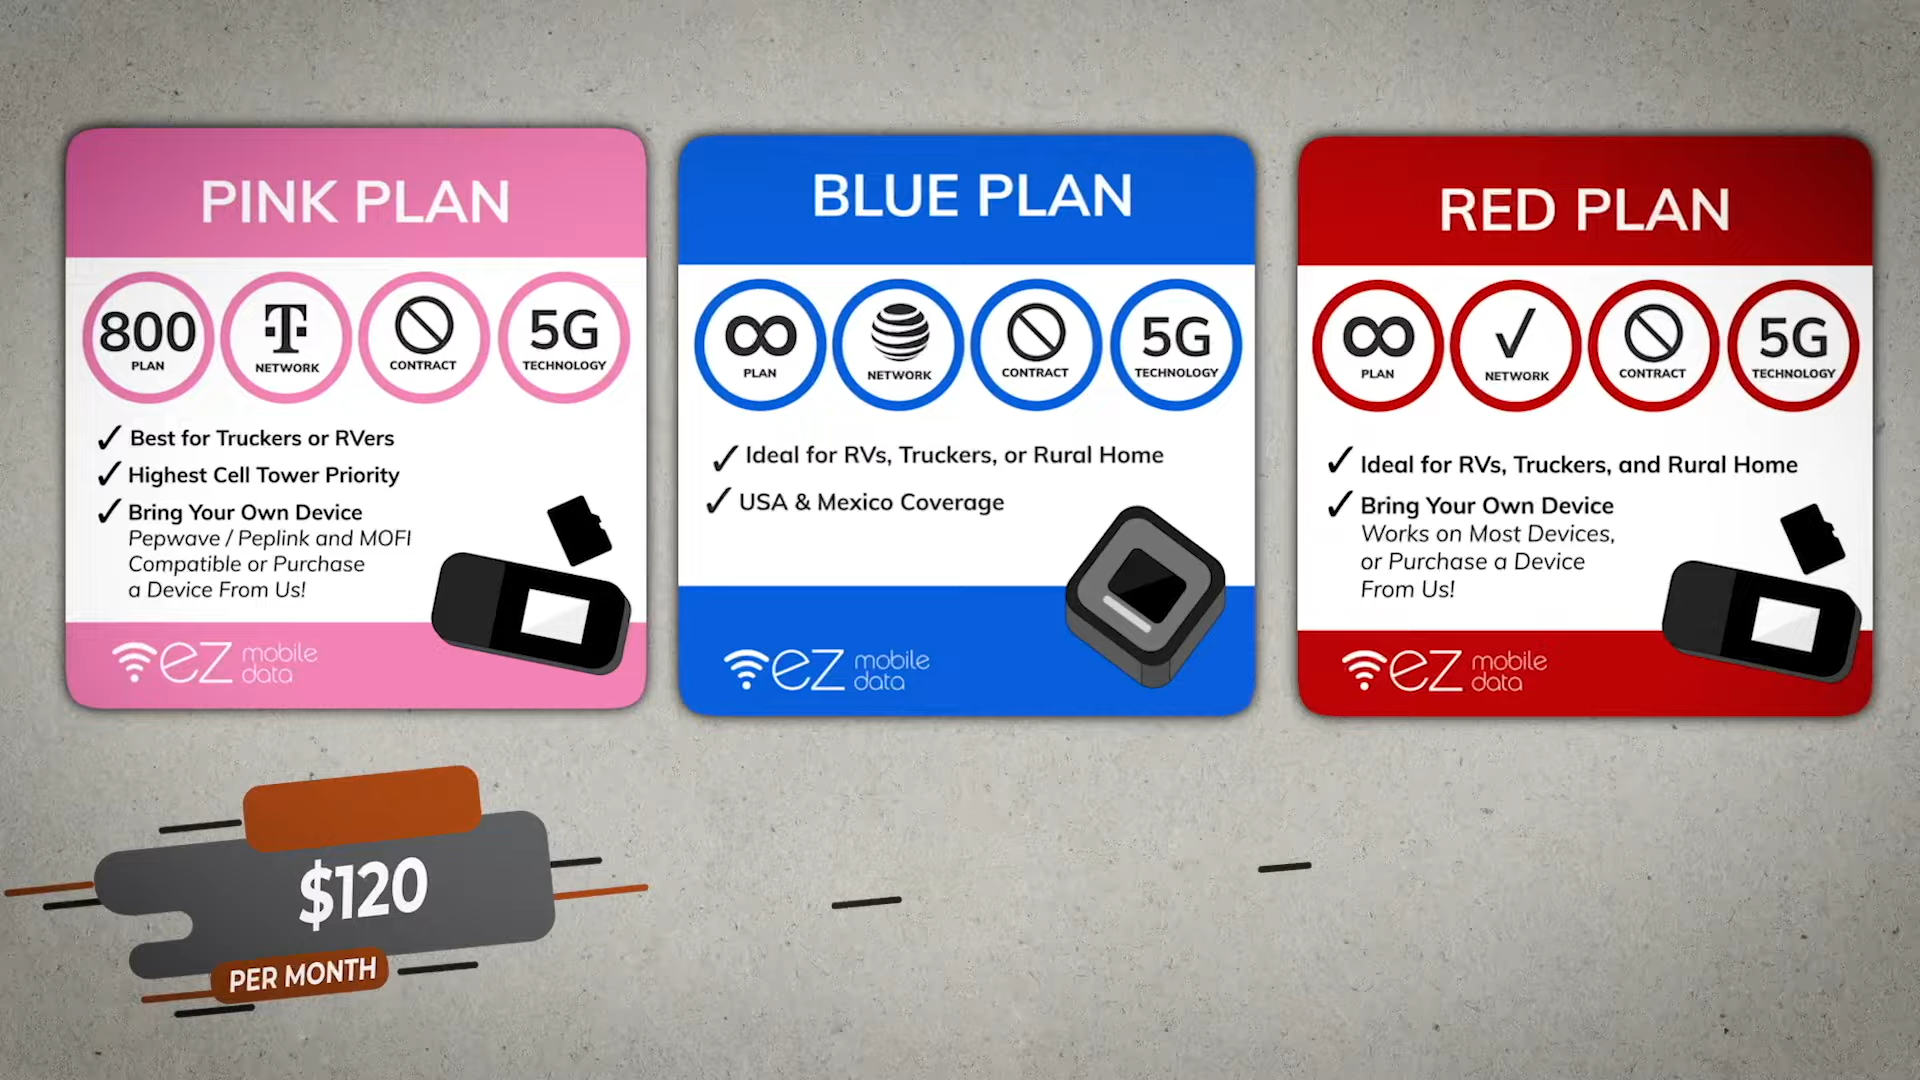 PINK PLAN
800
PLAN
T
NETWORK
CONTRACT
5G
TECHNOLOGY
✓ Best for Truckers or RVers
✓ Highest Cell Tower Priority
✓ Bring Your Own Device
Pepwave / Peplink and MOFI
Compatible or Purchase
a Device From Us!
ez mobile
data
BLUE PLAN
∞
PLAN
NETWORK
CONTRACT
5G
TECHNOLOGY
✓ Ideal for RVs, Truckers, or Rural Home
✓ USA & Mexico Coverage
ez mobile
data
RED PLAN
∞
PLAN
✓
NETWORK
CONTRACT
5G
TECHNOLOGY
✓ Ideal for RVs, Truckers, and Rural Home
✓ Bring Your Own Device
Works on Most Devices,
or Purchase a Device
From Us!
ez mobile
data
$120
PER MONTH